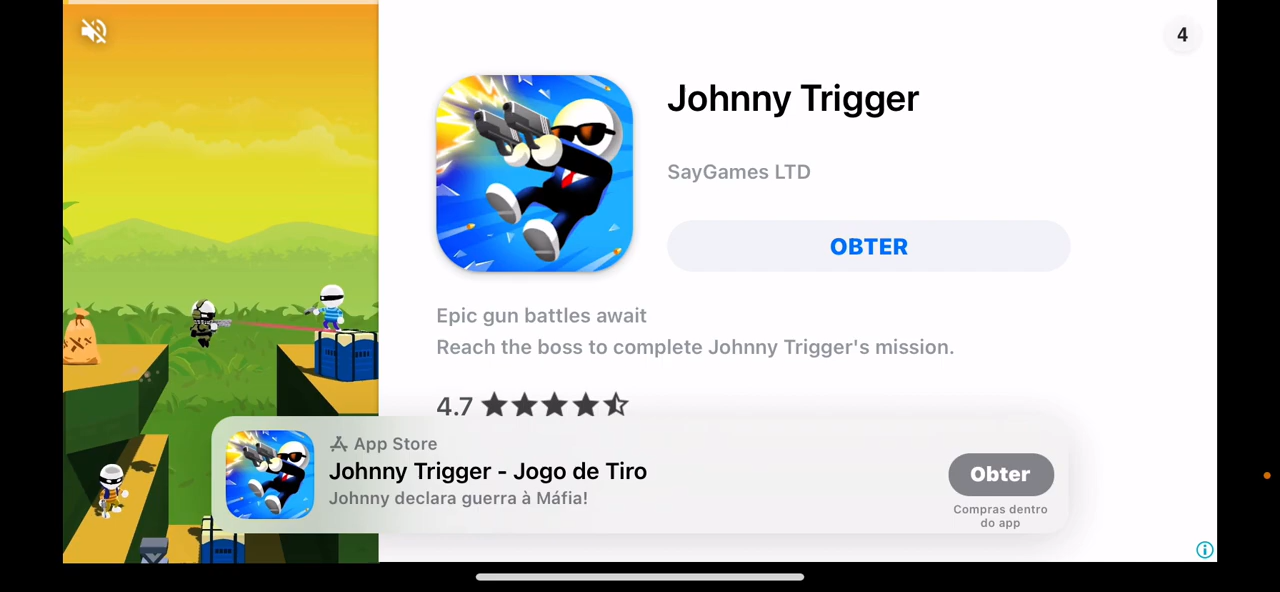 4
Johnny Trigger
SayGames LTD
OBTER
Epic gun battles await
Reach the boss to complete Johnny Trigger's mission.
4.7
App Store
Johnny Trigger - Jogo de Tiro
Johnny declara guerra à Máfia!
Obter
Compras dentro
do app